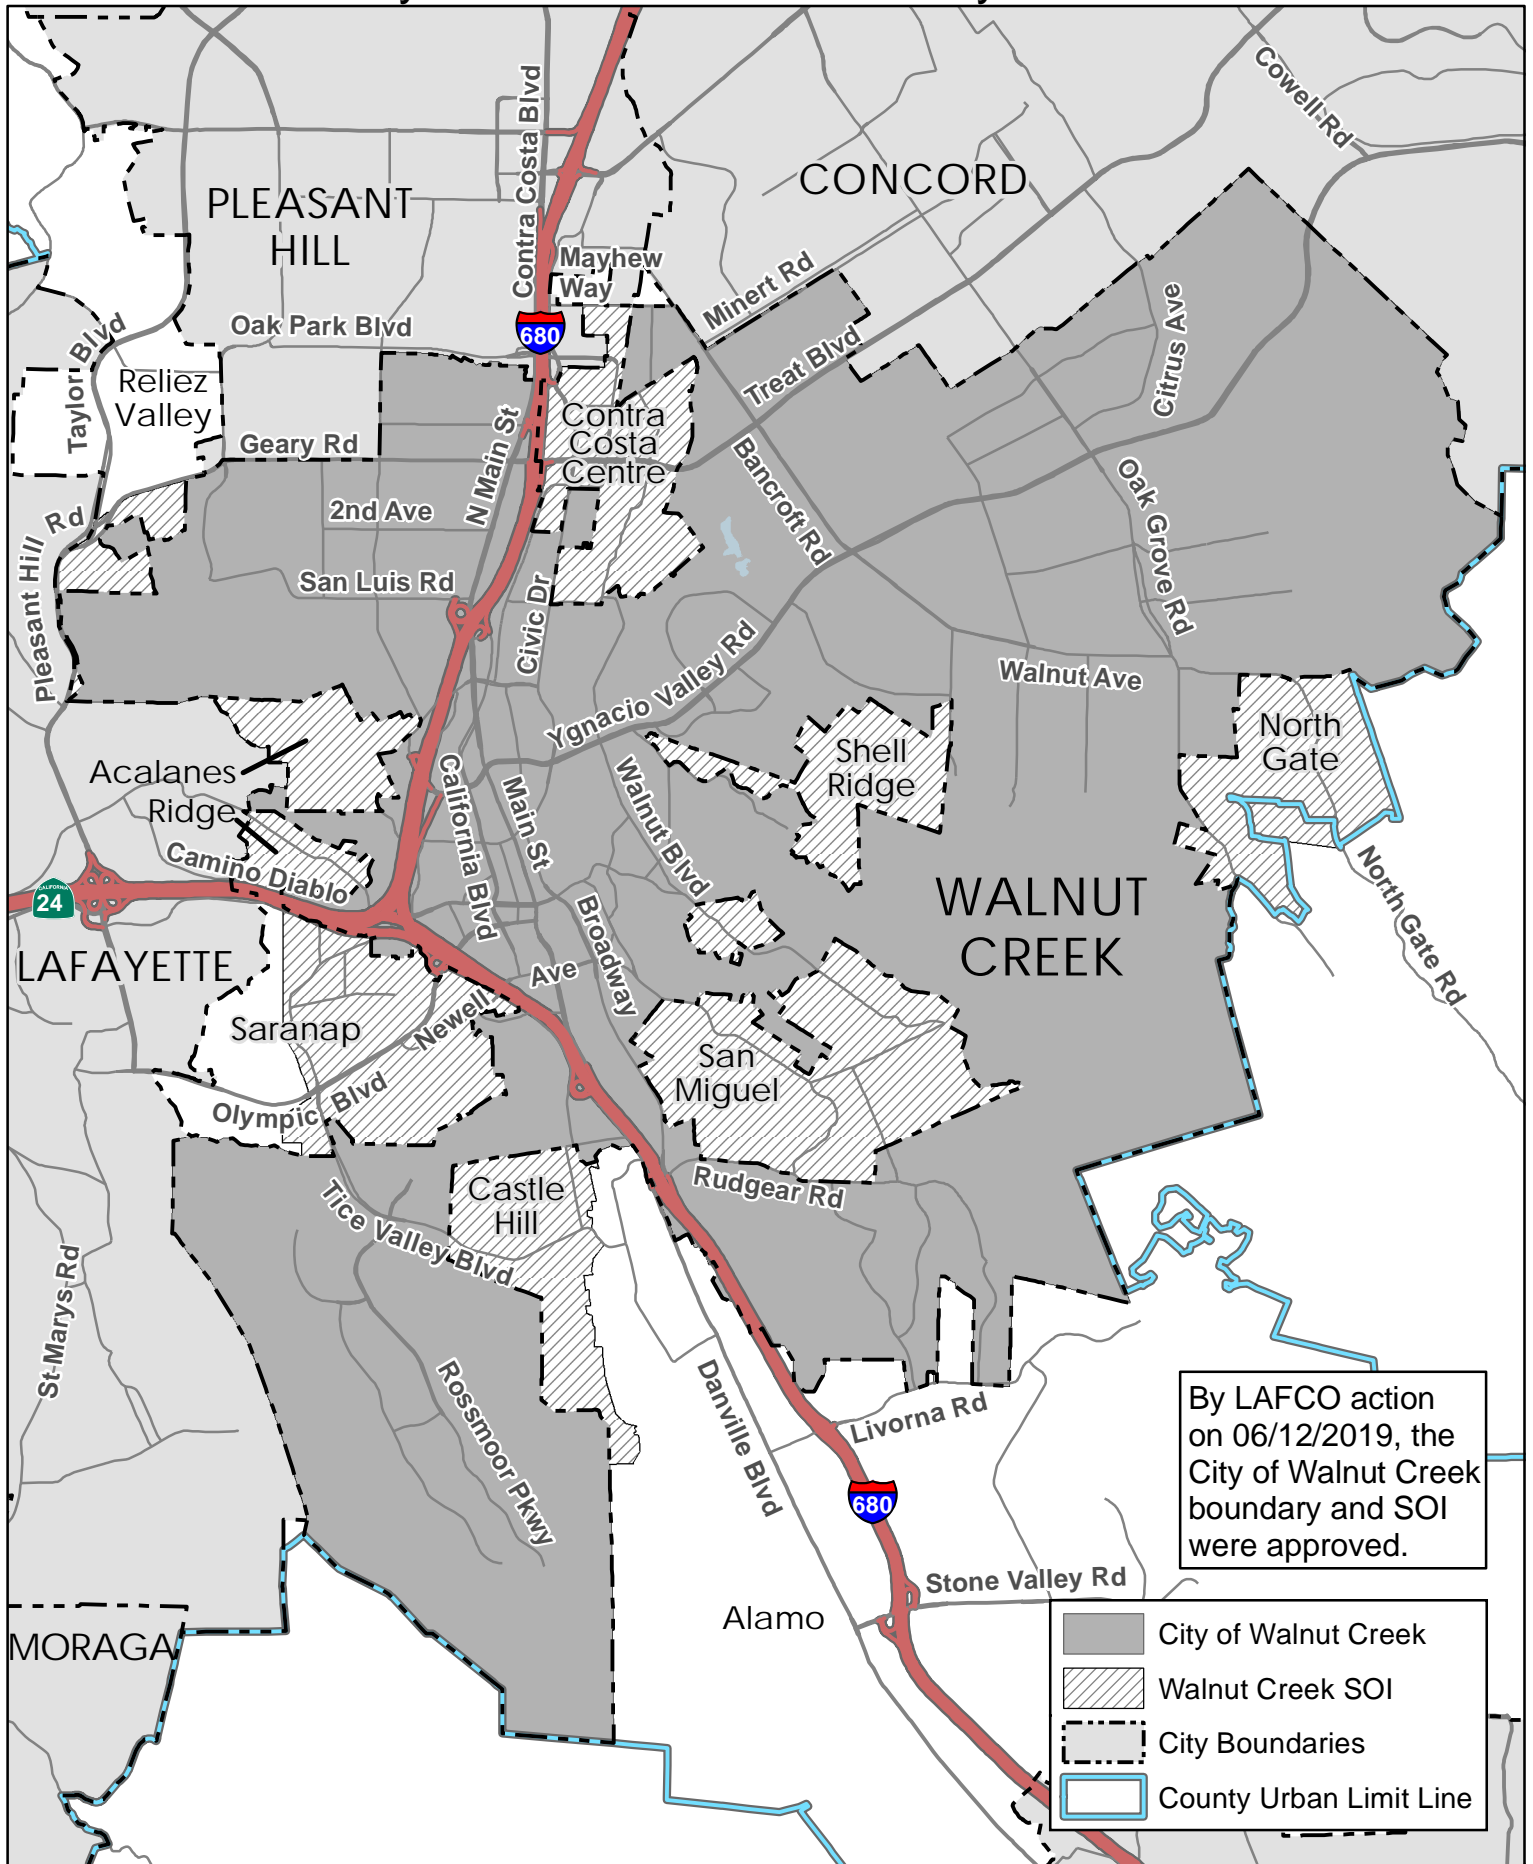 Contra Costa Blvd
Cowell Rd
CONCORD
PLEASANT
HILL
Mayhew
Way
Minert Rd
Citrus Ave
680
Oak Park Blvd
Taylor Blvd
Treat Blvd
Reliez
Valley
Contra
Costa
Centre
Geary Rd
N Main St
Bancroft Rd
Oak Grove Rd
2nd Ave
Pleasant Hill Rd
San Luis Rd
Civic Dr
Walnut Ave
Ygnacio Valley Rd
North
Gate
Shell
Ridge
Acalanes
Ridge
California Blvd
Main St
Walnut Blvd
Camino Diablo
CALIFORNIA
24
WALNUT
CREEK
North Gate Rd
Broadway
LAFAYETTE
Newell Ave
Saranap
San
Miguel
Olympic Blvd
Rudgear Rd
Castle
Hill
Tice Valley Blvd
St Marys Rd
Rossmoor Pkwy
Danville Blvd
Livorna Rd
By LAFCO action
on 06/12/2019, the
City of Walnut Creek
boundary and SOI
were approved.
680
Stone Valley Rd
Alamo
MORAGA
City of Walnut Creek
Walnut Creek SOI
City Boundaries
County Urban Limit Line